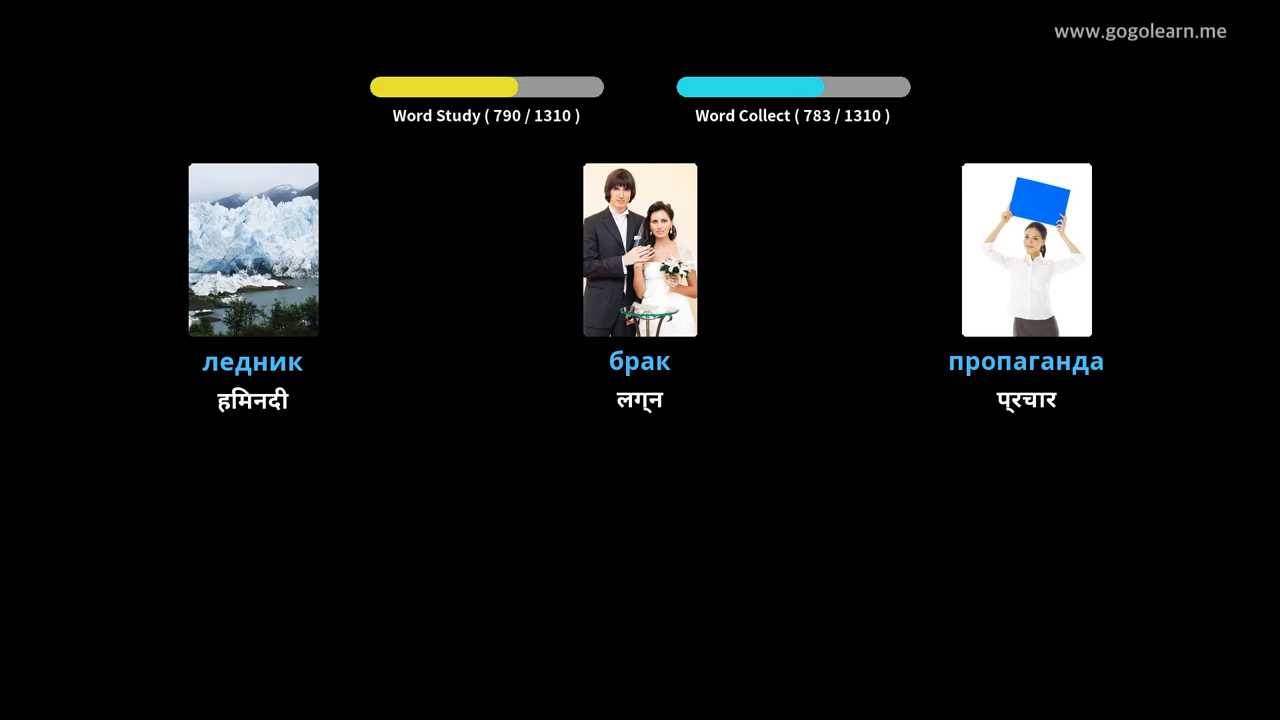 www.gogolearn.me
Word Study ( 790 / 1310 )
Word Collect ( 783 / 1310 )
ледник
брак
пропаганда
हिमनदी
लग्न
प्रचार